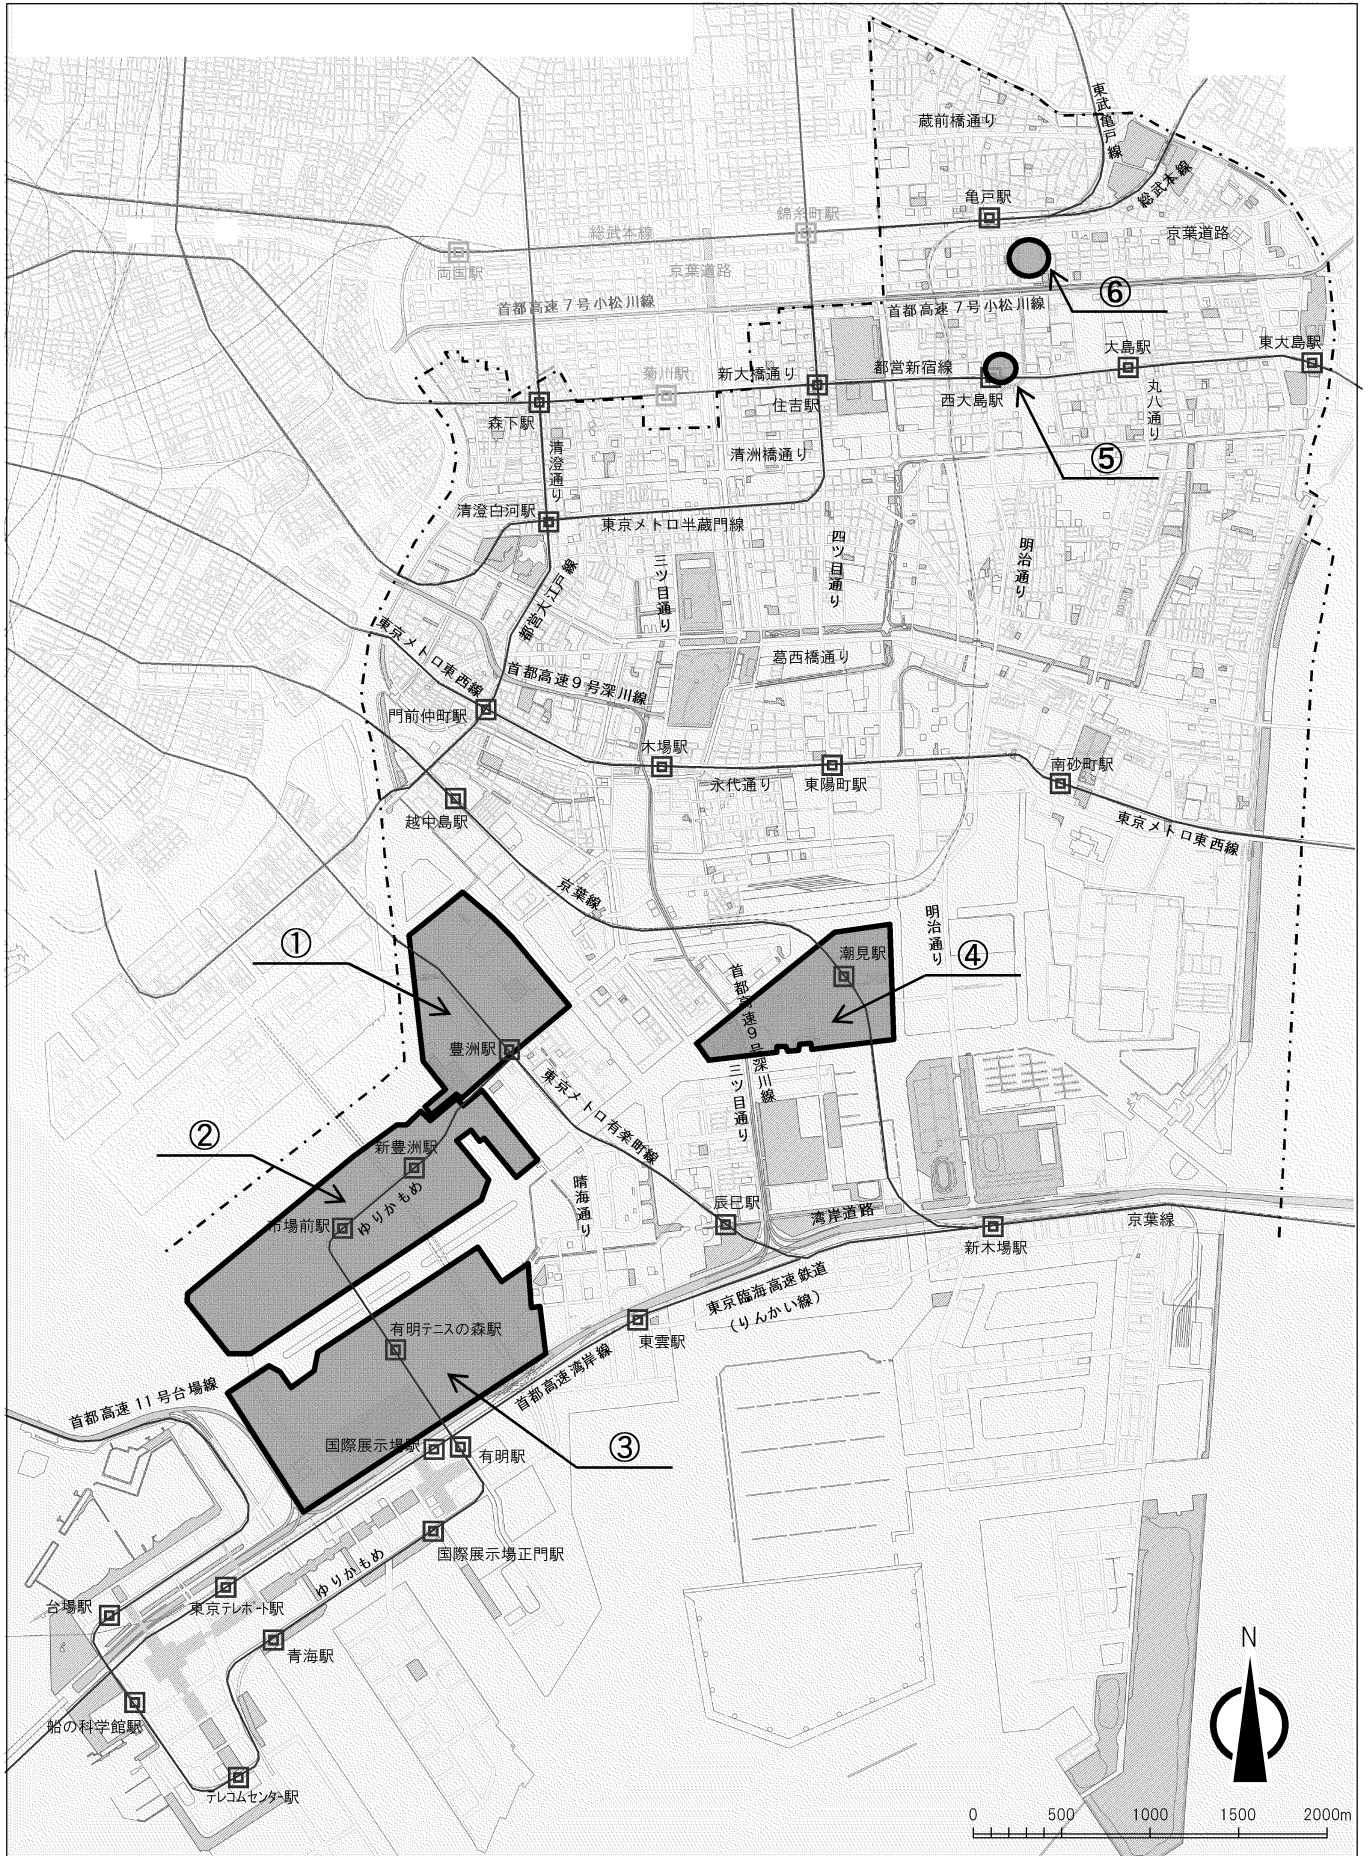 蔵前橋通り
東武亀戸線
総武本線
亀戸駅
錦糸町駅
総武本線
両国駅
京葉道路
京葉道路
⑥
首都高速７号小松川線
首都高速７号小松川線
大島駅
東大島駅
都営新宿線
新大橋通り
菊川駅
西大島駅
住吉駅
丸八通り
森下駅
清澄通り
清洲橋通り
⑤
清澄白河駅
東京メトロ半蔵門線
三ツ目通り
四ツ目通り
明治通り
都営大江戸線
東京メトロ東西線
葛西橋通り
首都高速９号深川線
門前仲町駅
木場駅
永代通り
東陽町駅
南砂町駅
東京メトロ東西線
越中島駅
京葉線
明治通り
①
潮見駅
④
首都高速９号深川線
豊洲駅
三ツ目通り
東京メトロ有楽町線
②
新豊洲駅
ゆりかもめ
市場前駅
晴海通り
辰巳駅
湾岸道路
京葉線
新木場駅
東京臨海高速鉄道
(りんかい線)
有明テニスの森駅
東雲駅
首都高速湾岸線
首都高速 11 号台場線
国際展示場駅
有明駅
③
国際展示場正門駅
ゆりかもめ
台場駅
東京テレポート駅
青海駅
船の科学館駅
テレコムセンター駅
N
0 500 1000 1500 2000m